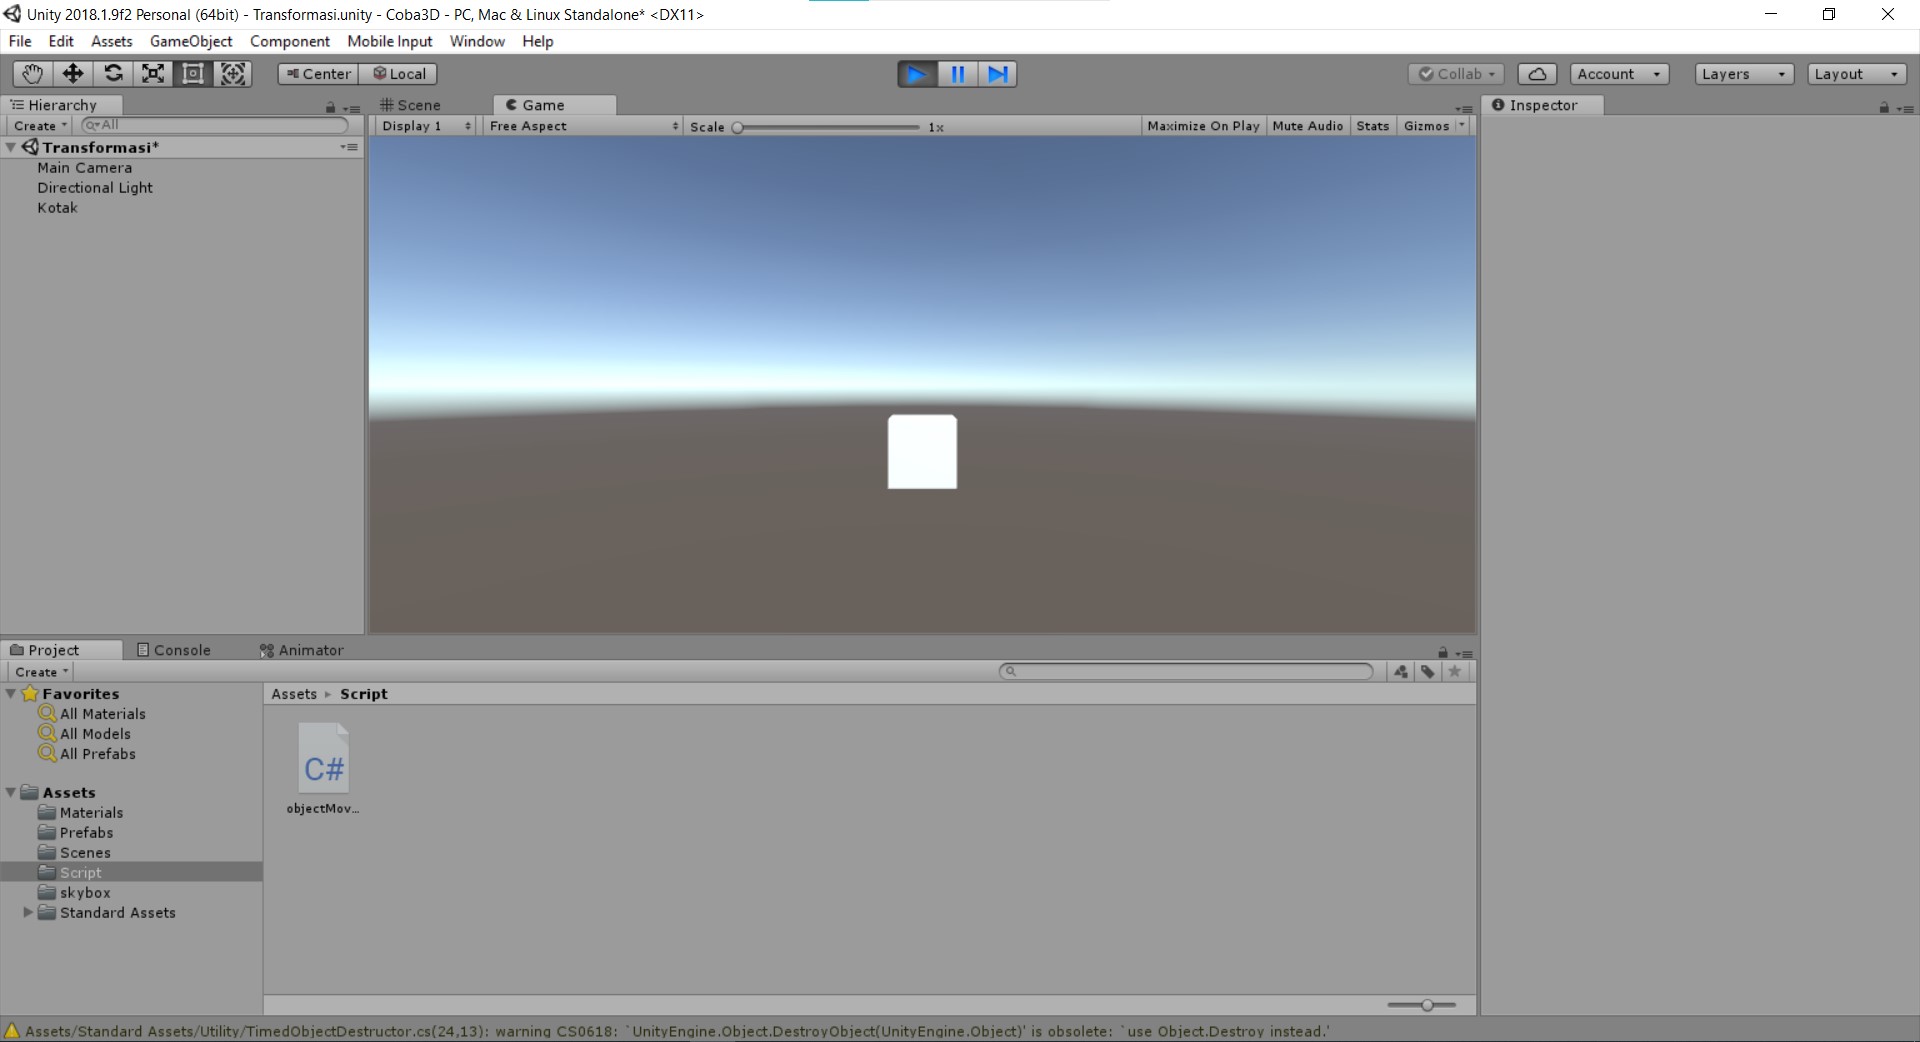 Unity 2018.1.9f2 Personal (64bit) - Transformasi.unity - Coba3D - PC, Mac & Linux Standalone* <DX11>
File Edit Assets GameObject Component Mobile Input Window Help
Center Local Collab Account Layers Layout
Hierarchy Scene Game Inspector
Create All Display 1 Free Aspect Scale 1x Maximize On Play Mute Audio Stats Gizmos
Transformasi*
Main Camera
Directional Light
Kotak
Project Console Animator
Create
Favorites
All Materials
All Models
All Prefabs
Assets
Materials
Prefabs
Scenes
Script
skybox
Standard Assets
Assets Script
C#
objectMov...
Assets/Standard Assets/Utility/TimedObjectDestructor.cs(24,13): warning CS0618: `UnityEngine.Object.DestroyObject(UnityEngine.Object)' is obsolete: `use Object.Destroy instead.'